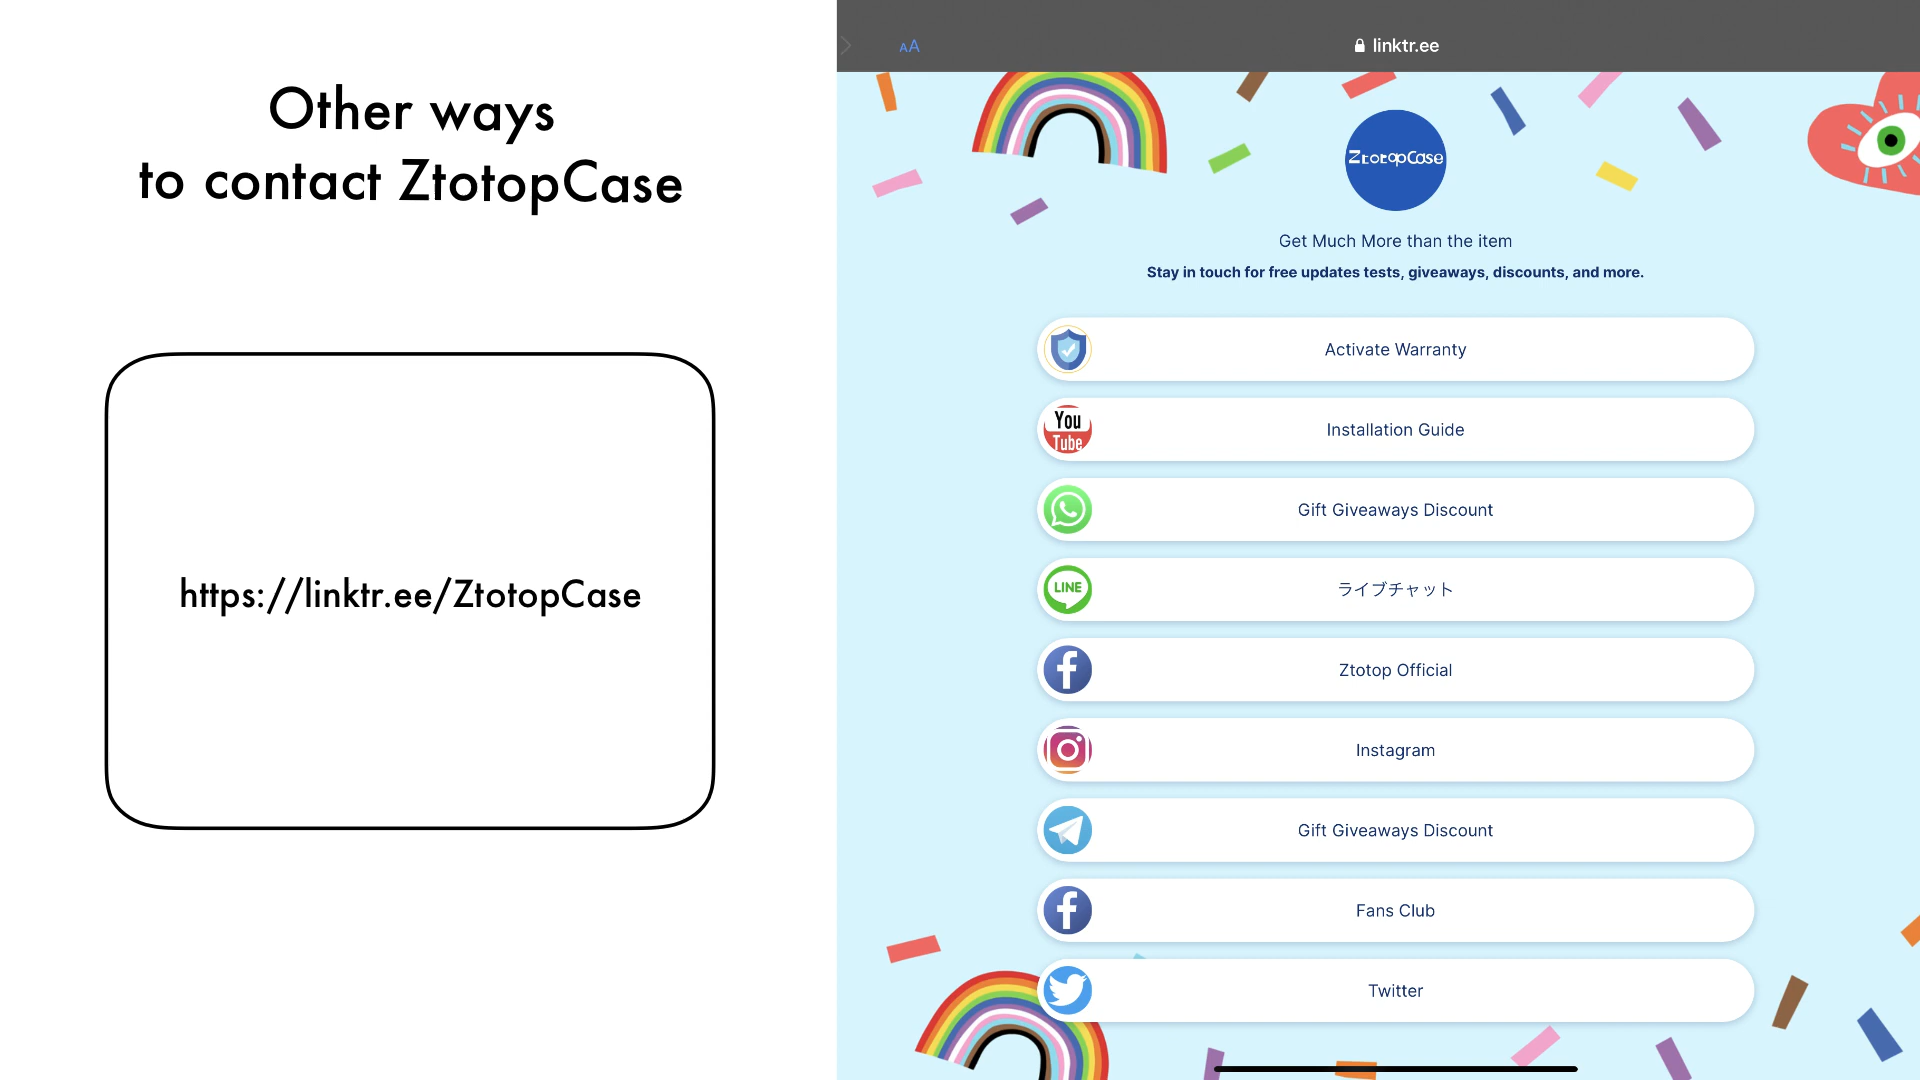 Other ways
to contact ZtotopCase
https://linktr.ee/ZtotopCase
AA
linktr.ee
ZtotopCase
Get Much More than the item
Stay in touch for free updates tests, giveaways, discounts, and more.
Activate Warranty
You
Tube
Installation Guide
Gift Giveaways Discount
LINE
ライブチャット
Ztotop Official
Instagram
Gift Giveaways Discount
Fans Club
Twitter